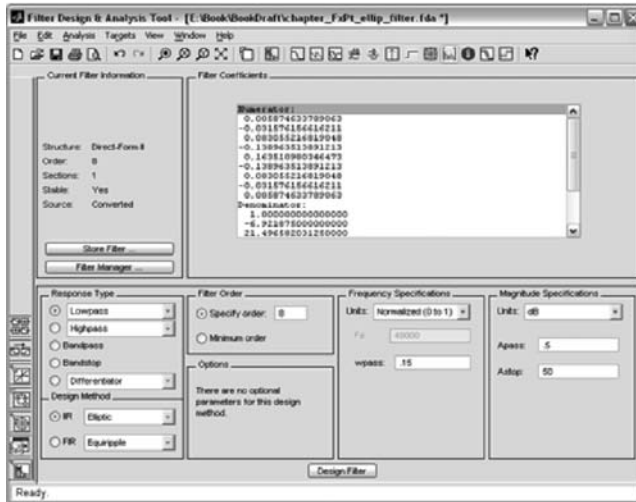 Filter Design & Analysis Tool - [E:\Book\BookDraft\chapter_FxPt_ellip_filter.fda *]
File Edit Analysis Targets View Window Help
Current Filter Information
Structure: Direct-Form II
Order: 8
Sections: 1
Stable: Yes
Source: Converted
Store Filter ...
Filter Manager ...
Filter Coefficients
Numerator:
0.005874633789063
-0.031576156616211
0.083055216819048
-0.138963513891213
0.163510980346473
-0.138963513891213
0.083055216819048
-0.031576156616211
0.005874633789063
Denominator:
1.000000000000000
-6.921875000000000
21.496582031250000
Response Type
Lowpass
Highpass
Bandpass
Bandstop
Differentiator
Design Method
IIR Elliptic
FIR Equiripple
Filter Order
Specify order: 8
Minimum order
Options
There are no optional
parameters for this design
method.
Frequency Specifications
Units: Normalized (0 to 1)
Fs: 48000
wpass: .15
Magnitude Specifications
Units: dB
Apass: .5
Astop: 50
Design Filter
Ready.